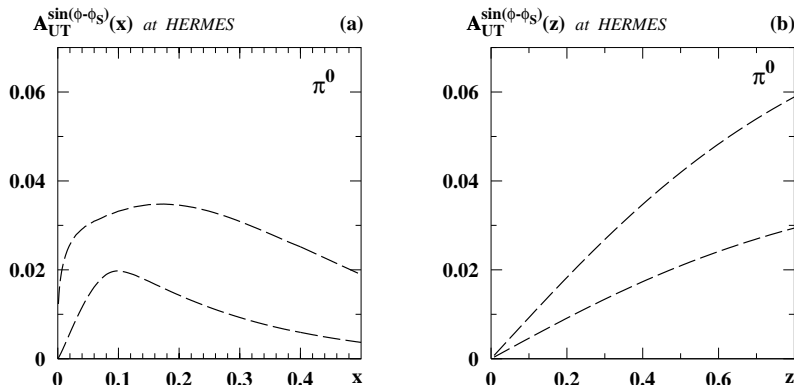 A_UT^sin(ϕ-ϕ_S)(x) at HERMES (a)
π⁰
0.06
0.04
0.02
0
0 0.1 0.2 0.3 0.4 x
A_UT^sin(ϕ-ϕ_S)(z) at HERMES (b)
π⁰
0.06
0.04
0.02
0
0 0.2 0.4 0.6 z